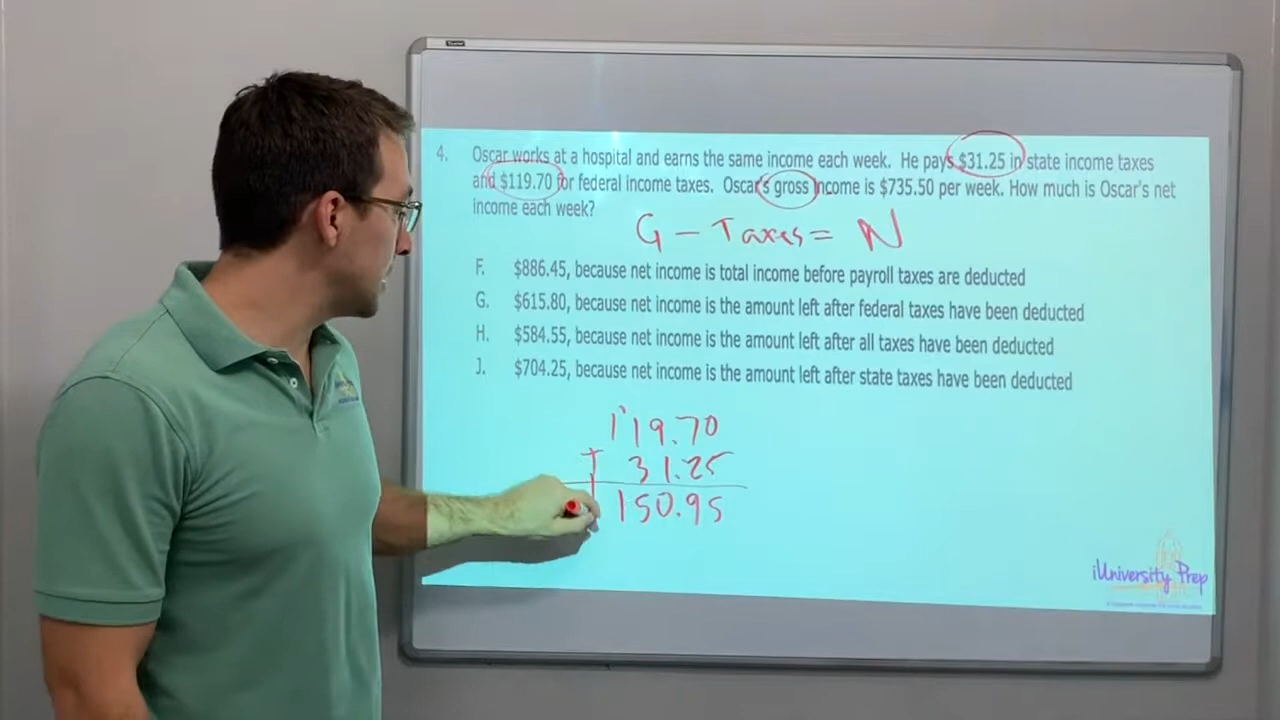 4. Oscar works at a hospital and earns the same income each week. He pays $31.25 in state income taxes
and $119.70 for federal income taxes. Oscar's gross income is $735.50 per week. How much is Oscar's net
income each week?
G - Taxes = N
F. $886.45, because net income is total income before payroll taxes are deducted
G. $615.80, because net income is the amount left after federal taxes have been deducted
H. $584.55, because net income is the amount left after all taxes have been deducted
J. $704.25, because net income is the amount left after state taxes have been deducted
1
119.70
+ 31.25
150.95
iUniversity Prep